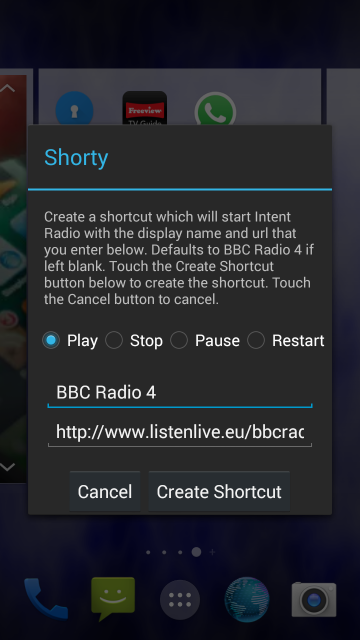 Freeview
TV Guide
Shorty
Create a shortcut which will start Intent
Radio with the display name and url that
you enter below. Defaults to BBC Radio 4 if
left blank. Touch the Create Shortcut
button below to create the shortcut. Touch
the Cancel button to cancel.
Play Stop Pause Restart
BBC Radio 4
http://www.listenlive.eu/bbcrac
Cancel Create Shortcut